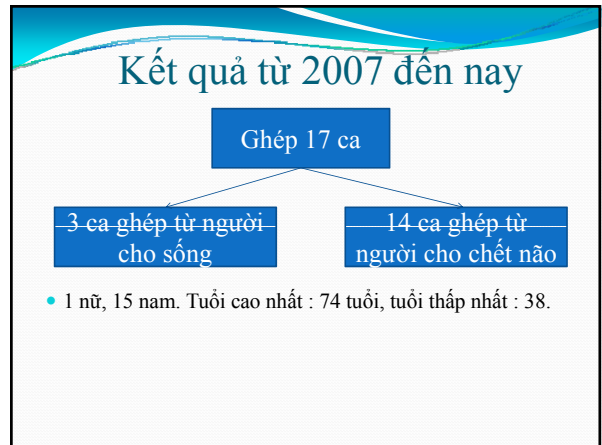 Kết quả từ 2007 đến nay
Ghép 17 ca
3 ca ghép từ người
cho sống
14 ca ghép từ
người cho chết não
• 1 nữ, 15 nam. Tuổi cao nhất : 74 tuổi, tuổi thấp nhất : 38.